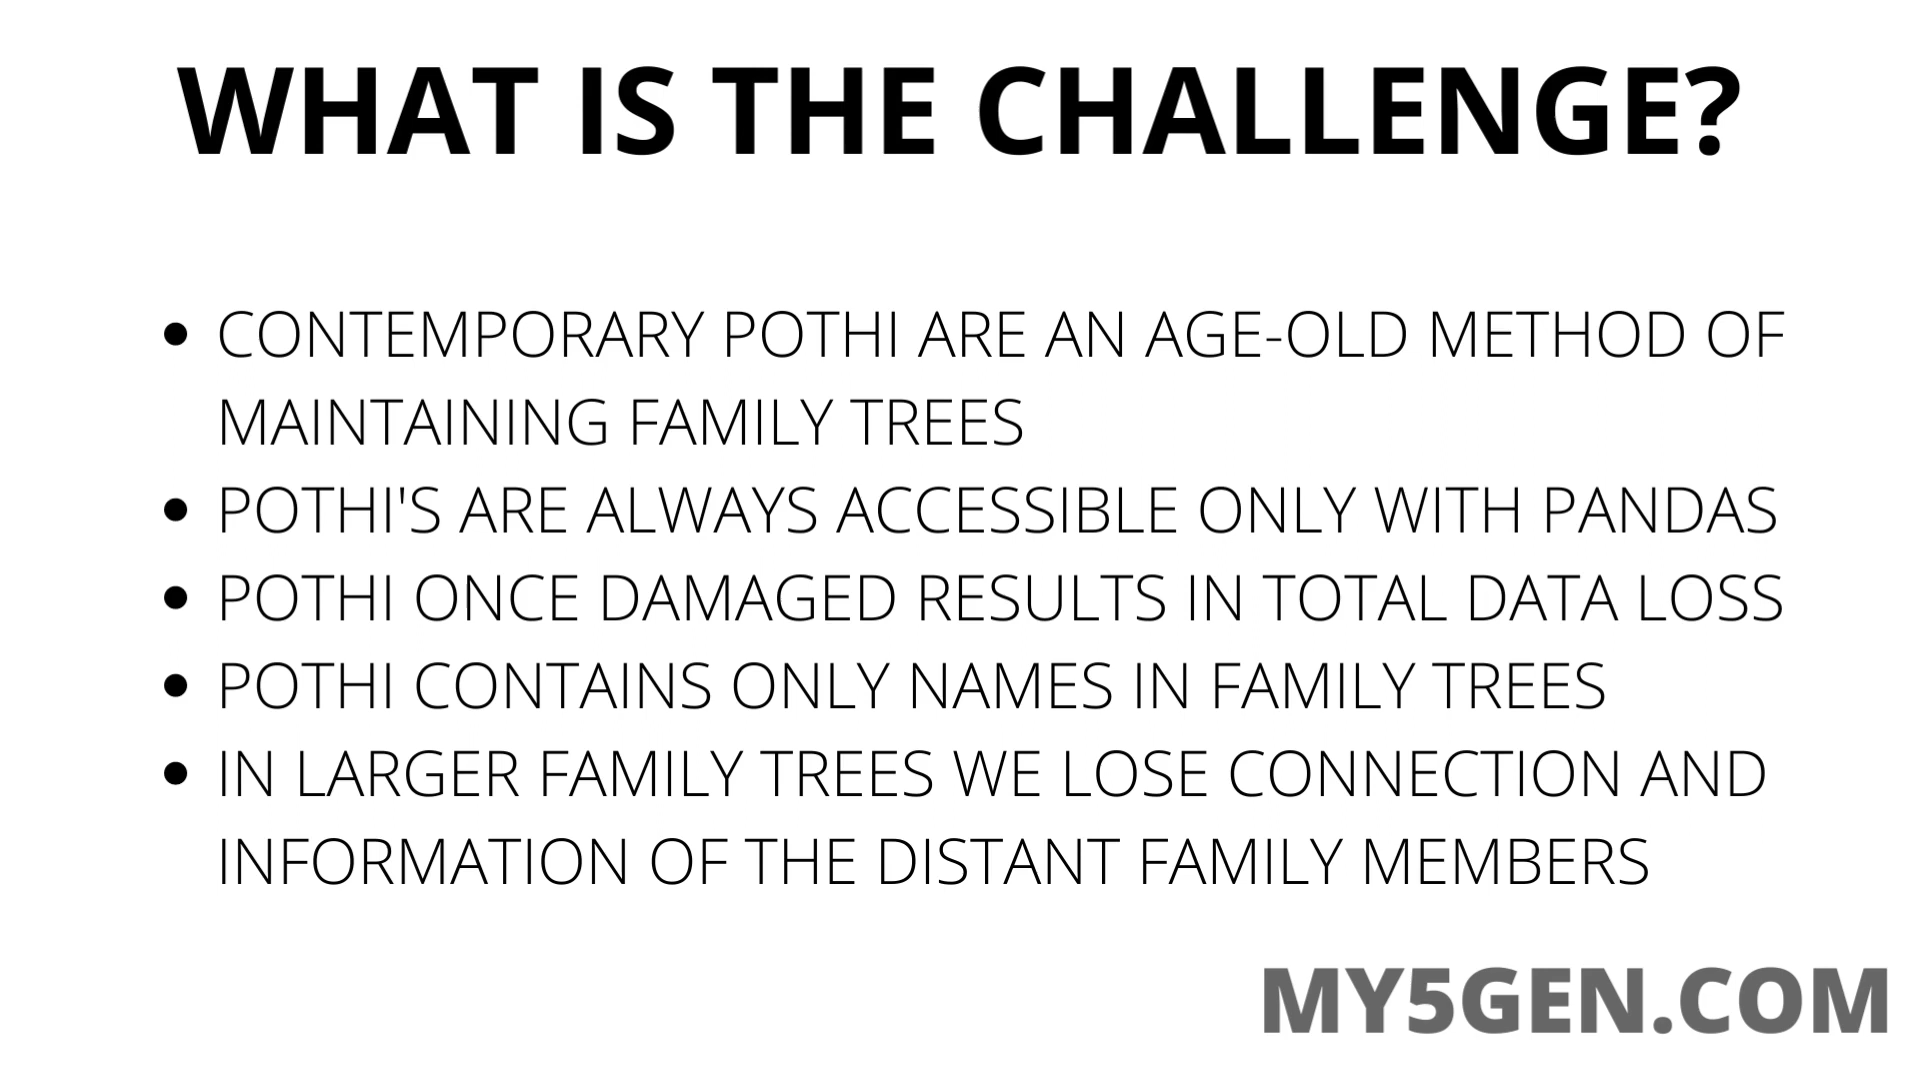 WHAT IS THE CHALLENGE?
• CONTEMPORARY POTHI ARE AN AGE-OLD METHOD OF
MAINTAINING FAMILY TREES
• POTHI'S ARE ALWAYS ACCESSIBLE ONLY WITH PANDAS
• POTHI ONCE DAMAGED RESULTS IN TOTAL DATA LOSS
• POTHI CONTAINS ONLY NAMES IN FAMILY TREES
• IN LARGER FAMILY TREES WE LOSE CONNECTION AND
INFORMATION OF THE DISTANT FAMILY MEMBERS
MY5GEN.COM